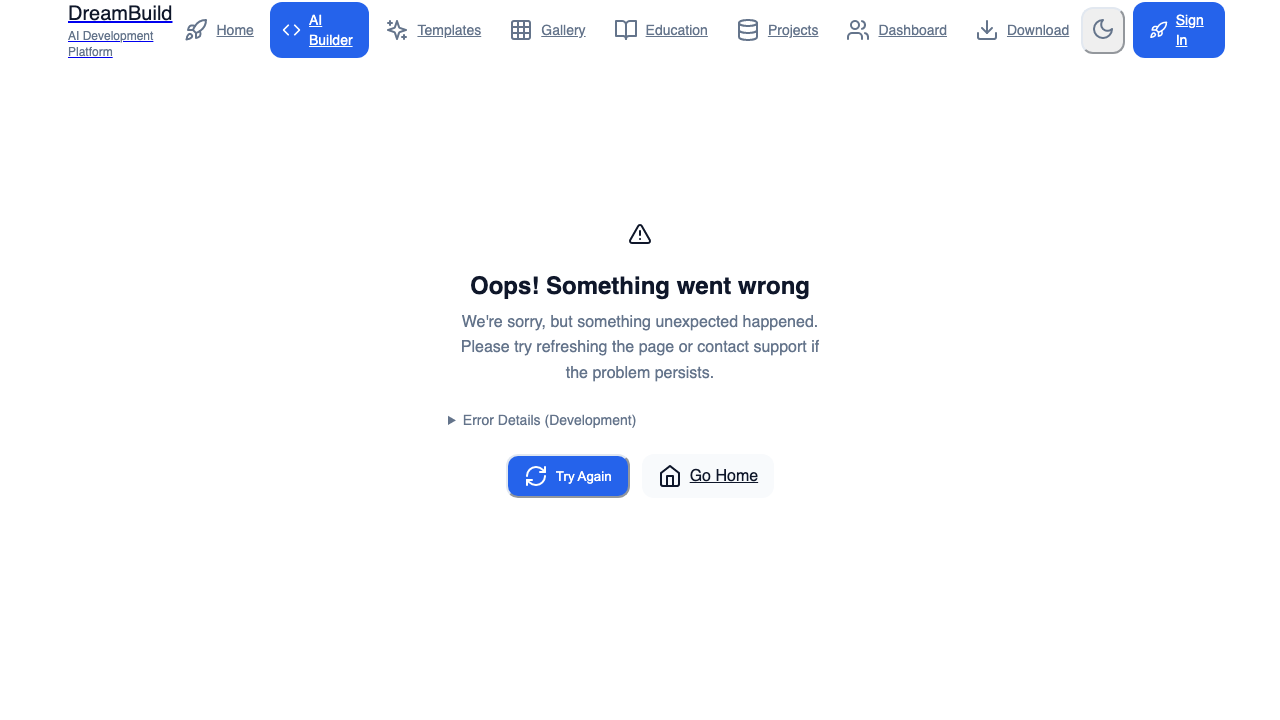 DreamBuild
AI Development
Platform
Home
AI
Builder
Templates
Gallery
Education
Projects
Dashboard
Download
Sign
In
Oops! Something went wrong
We're sorry, but something unexpected happened.
Please try refreshing the page or contact support if
the problem persists.
Error Details (Development)
Try Again
Go Home